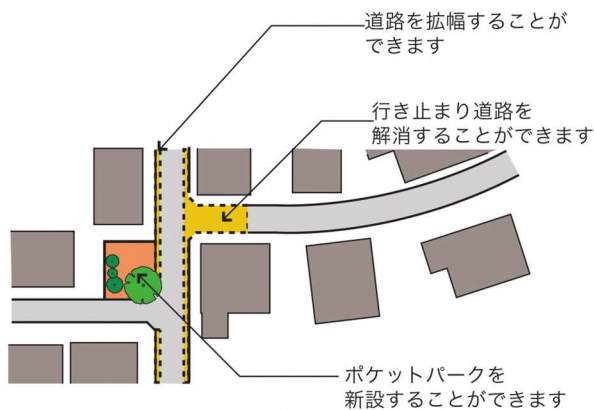 道路を拡幅することが
できます
行き止まり道路を
解消することができます
ポケットパークを
新設することができます